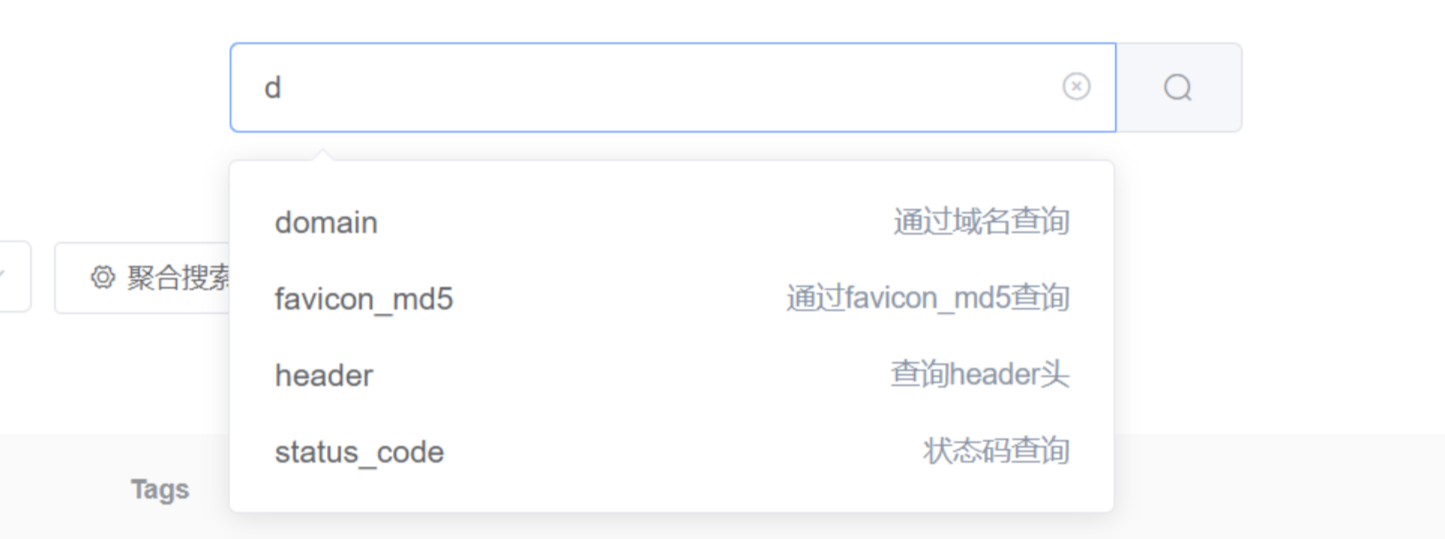 d
domain 通过域名查询
聚合搜索
favicon_md5 通过favicon_md5查询
header 查询header头
status_code 状态码查询
Tags